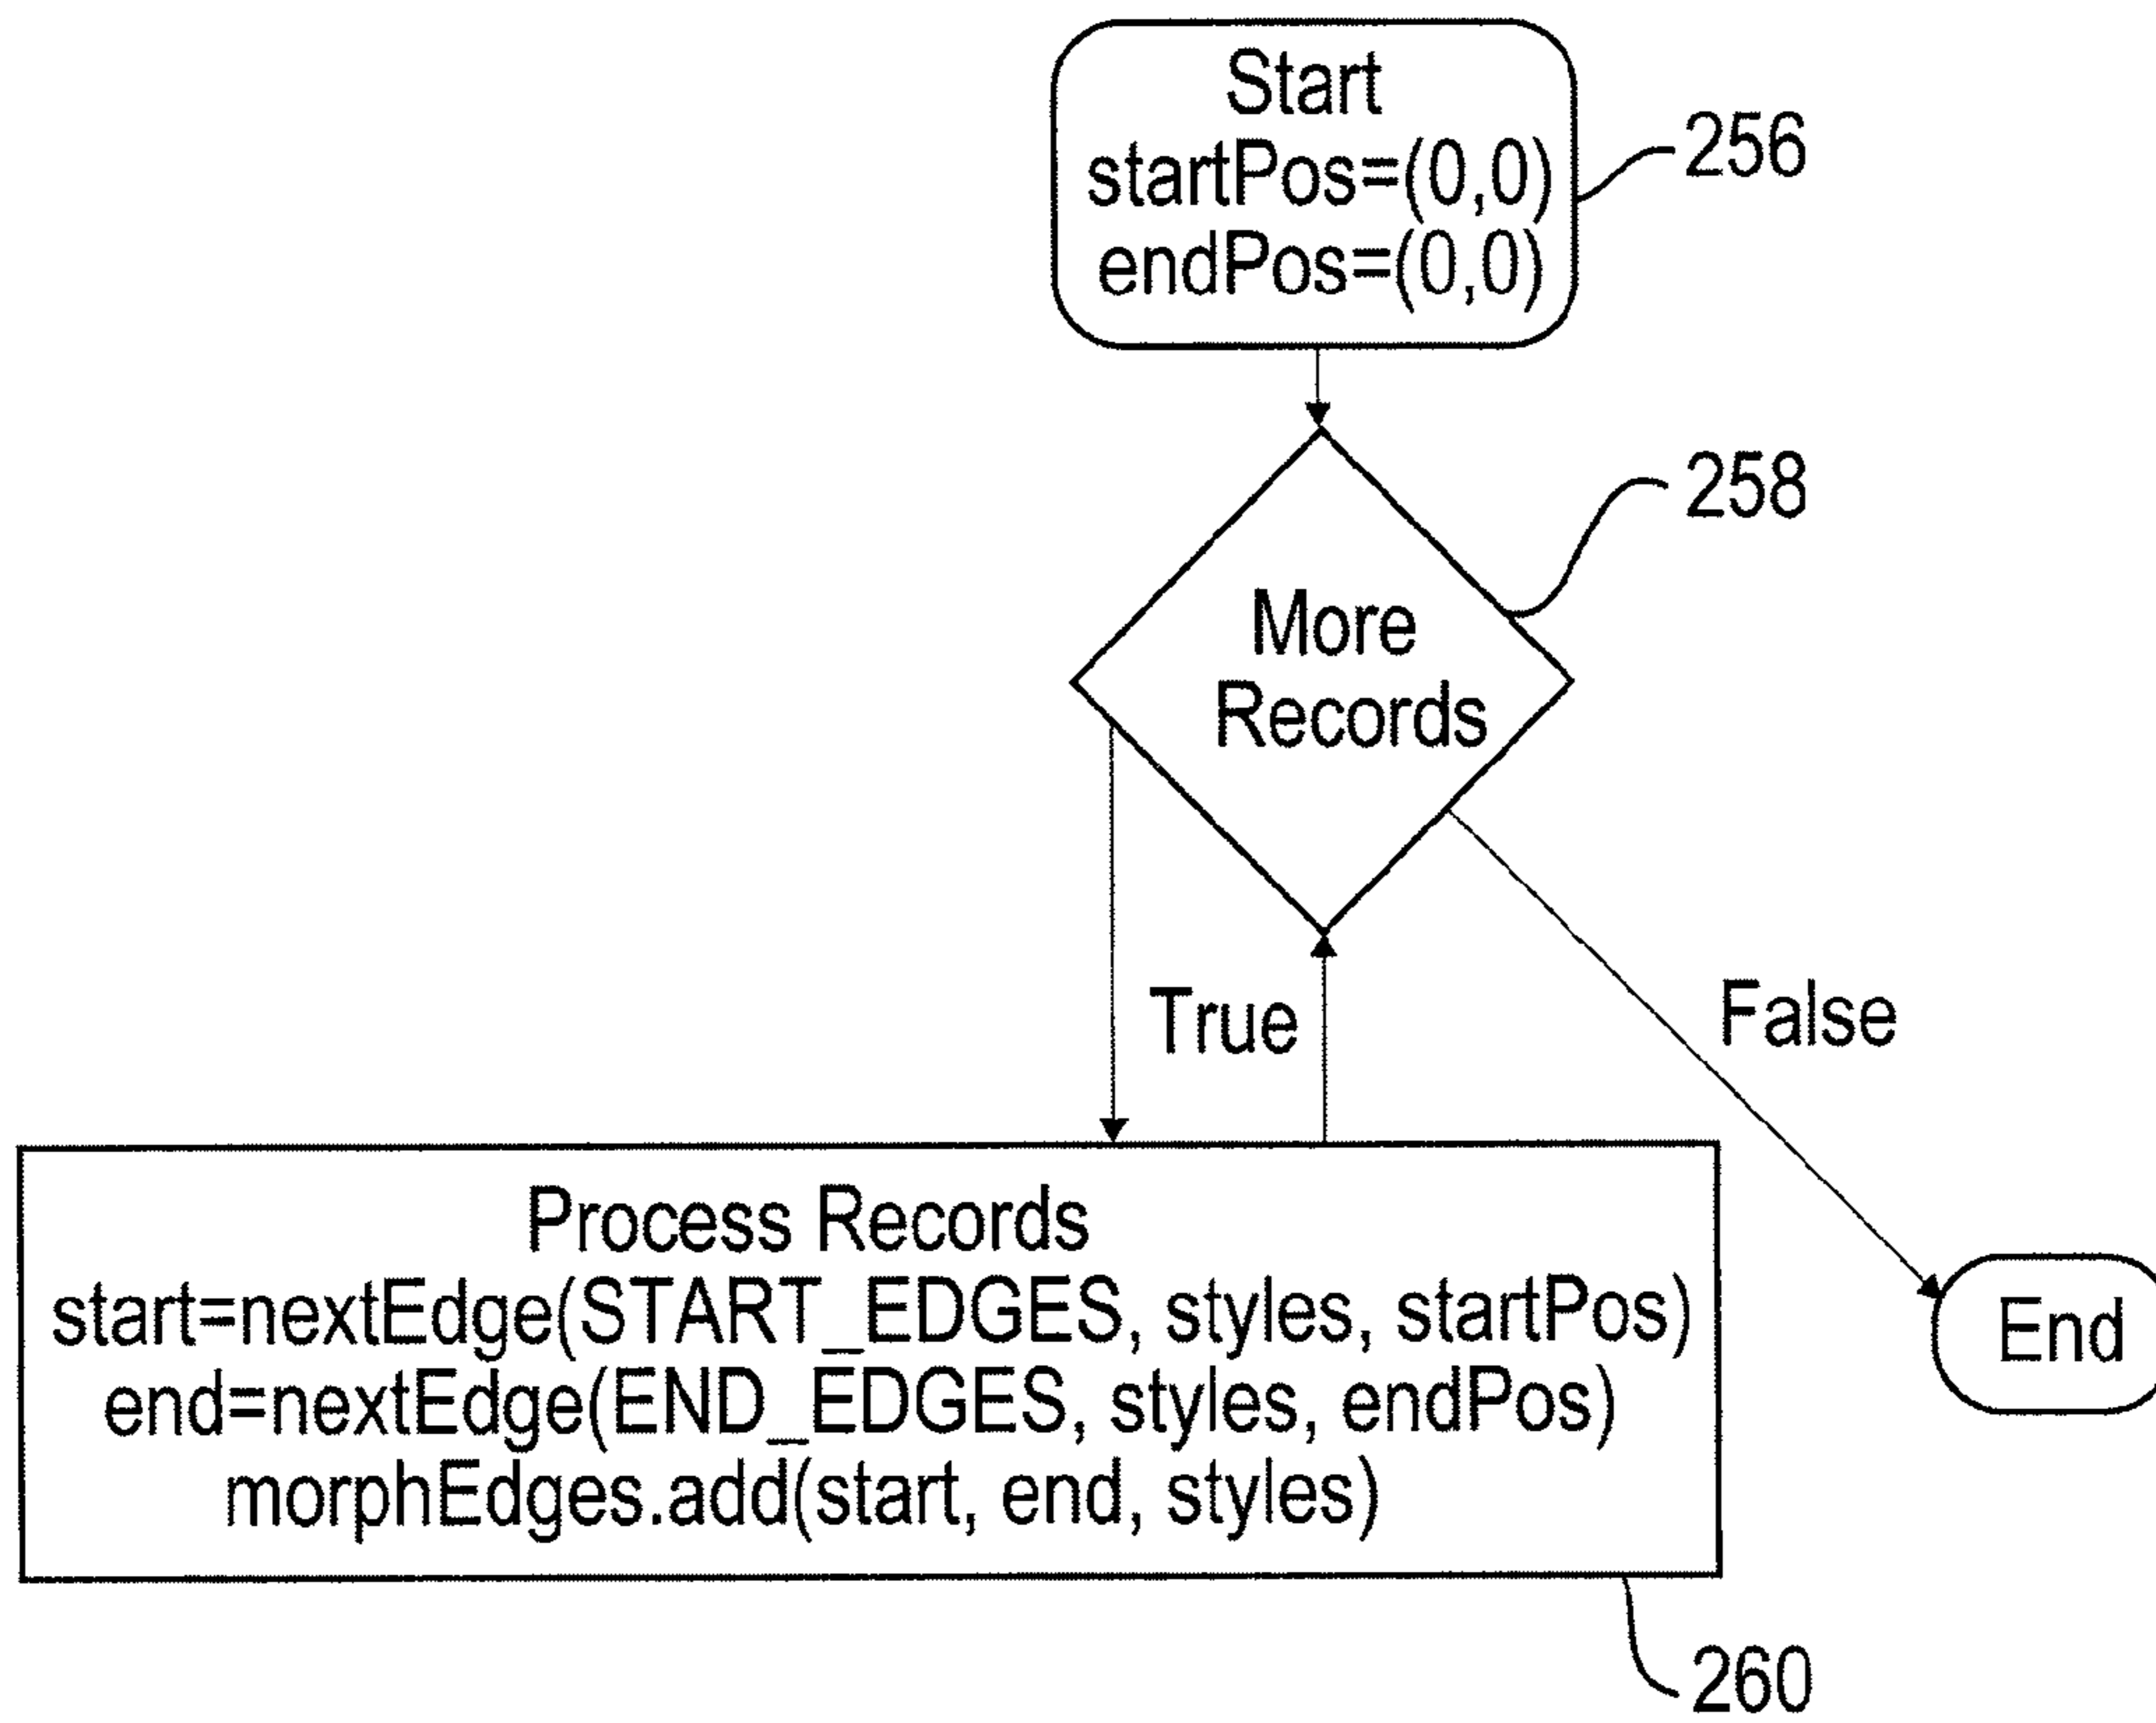 Start
startPos=(0,0)
endPos=(0,0)
256
258
More
Records
True
False
Process Records
start=nextEdge(START_EDGES, styles, startPos)
end=nextEdge(END_EDGES, styles, endPos)
morphEdges.add(start, end, styles)
End
260